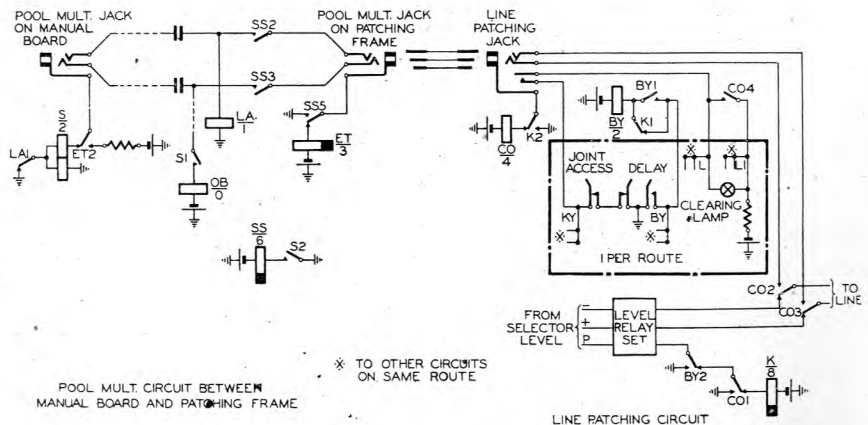 POOL MULT. JACK
ON MANUAL
BOARD
SS2
POOL MULT. JACK
ON PATCHING
FRAME
LINE
PATCHING
JACK
SS3
BY1
CO4
S
2
LA1
ET2
S1
LA
1
SS5
ET
3
CO
4
K2
BY
2
K1
OB
O
JOINT
ACCESS
DELAY
※
L
※
L1
CLEARING
LAMP
KY
BY
※
※
1 PER ROUTE
SS
6
S2
CO2
CO3
TO
LINE
FROM
SELECTOR
LEVEL
−
+
P
LEVEL
RELAY
SET
BY2
CO1
K
8
※ TO OTHER CIRCUITS
ON SAME ROUTE
POOL MULT. CIRCUIT BETWEEN
MANUAL BOARD AND PATCHING FRAME
LINE PATCHING CIRCUIT